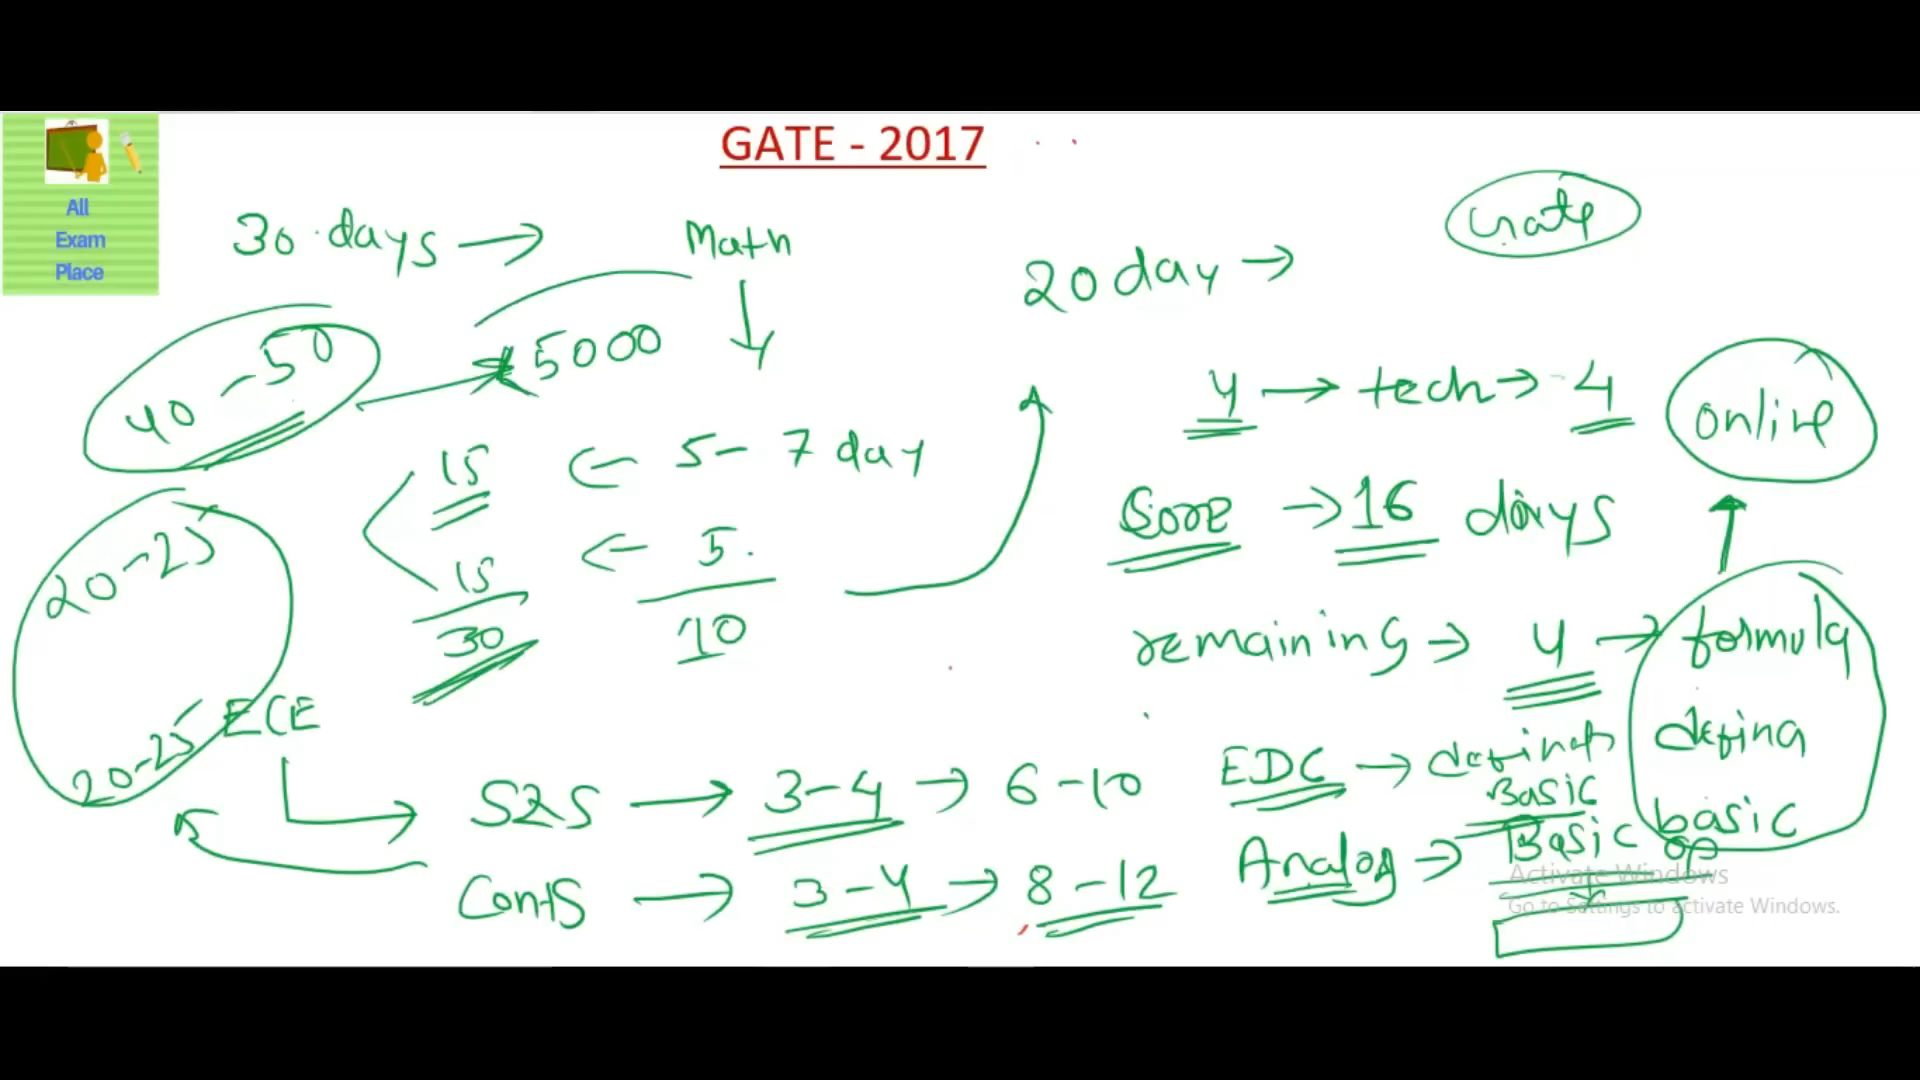 GATE - 2017
All
Exam
Place
30 days → Math
20 day →
Gate
40 - 50
5000
4 → tech → 4
online
15 ← 5 - 7 day
Core → 16 days
20-25
15 ← 5
30
10
remaining → 4 → formula
defina
basic
20-25
ECE
S2S → 3-4 → 6-10
EDC →
Basic
ContS → 3-4 → 8-12
Analog → Basic
Activate Windows
Go to Settings to activate Windows.